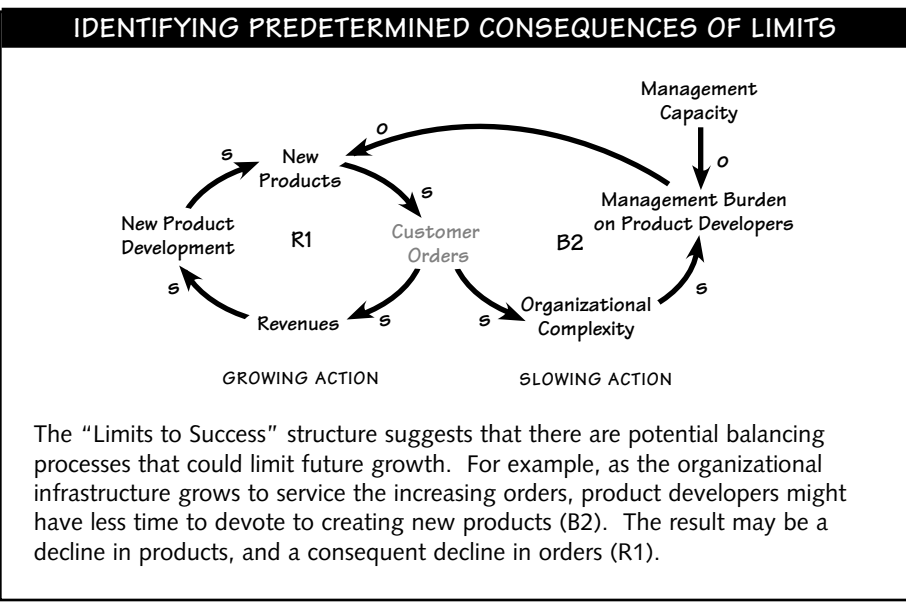 IDENTIFYING PREDETERMINED CONSEQUENCES OF LIMITS
Management
Capacity
o
o
s
New
Products
s
Management Burden
on Product Developers
New Product
Development
R1
Customer
Orders
B2
s
s
Organizational
Complexity
s
Revenues
s
s
GROWING ACTION
SLOWING ACTION
The “Limits to Success” structure suggests that there are potential balancing
processes that could limit future growth.  For example, as the organizational
infrastructure grows to service the increasing orders, product developers might
have less time to devote to creating new products (B2).  The result may be a
decline in products, and a consequent decline in orders (R1).